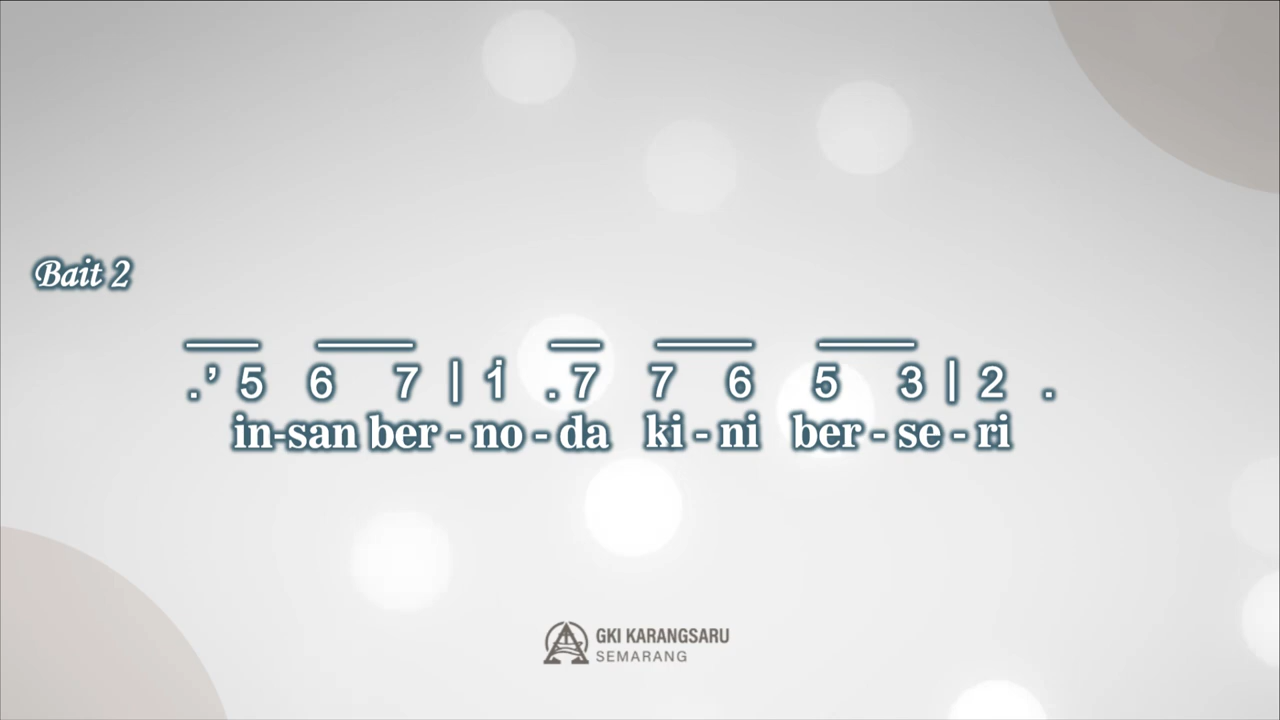 Bait 2
.’ 5 6 7 | 1̇ . 7 7 6 5 3 | 2 .
in-san ber - no - da ki - ni ber - se - ri
GKI KARANGSARU
SEMARANG